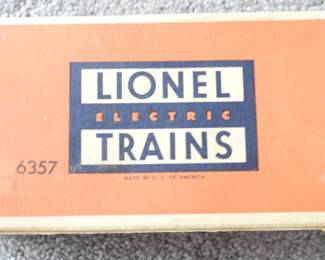 LIONEL
ELECTRIC
TRAINS
6357
MADE IN U. S. OF AMERICA